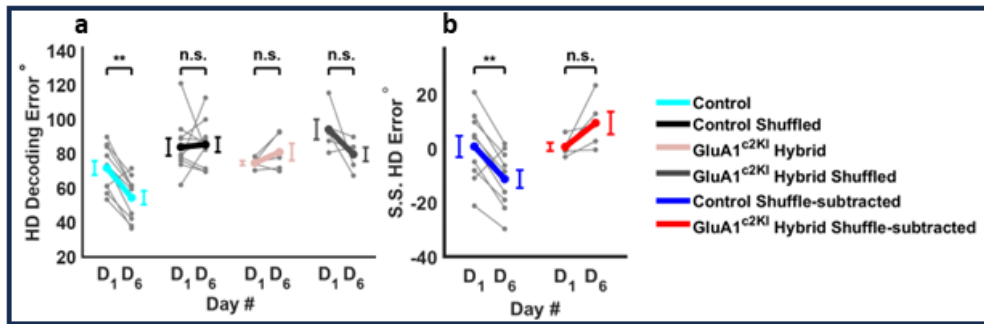 a
HD Decoding Error°
140
120
100
80
60
40
20
**
n.s.
n.s.
n.s.
D₁ D₆
D₁ D₆
D₁ D₆
D₁ D₆
Day #
b
S.S. HD Error°
20
0
-20
-40
**
n.s.
D₁ D₆
D₁ D₆
Day #
Control
Control Shuffled
GluA1ᶜ²ᴷᴵ Hybrid
GluA1ᶜ²ᴷᴵ Hybrid Shuffled
Control Shuffle-subtracted
GluA1ᶜ²ᴷᴵ Hybrid Shuffle-subtracted